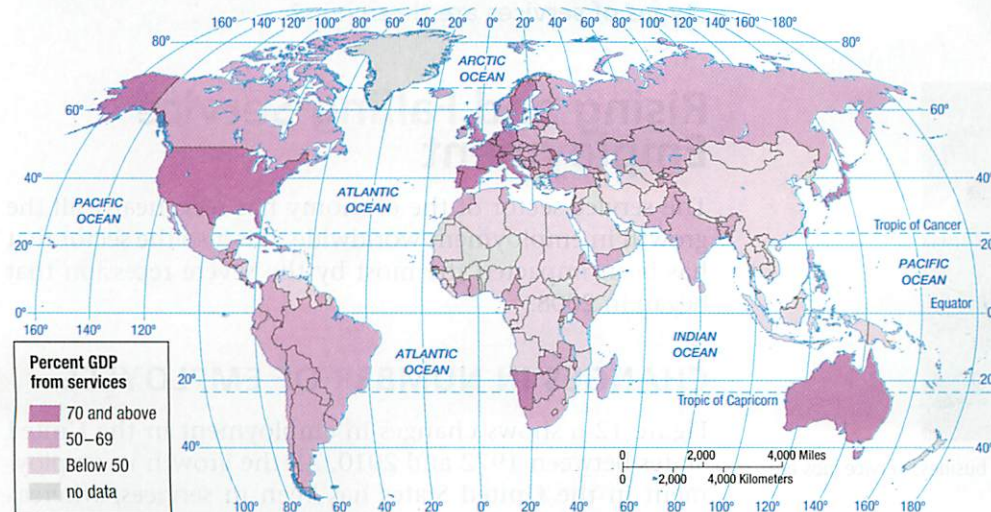 160° 140° 120° 100° 60° 40° 20° 0° 20° 40° 60° 100° 120° 140° 160°
80° 80°
ARCTIC
OCEAN
60° 60°
40° 40°
PACIFIC
OCEAN
ATLANTIC
OCEAN
Tropic of Cancer
20° 20°
PACIFIC
OCEAN
Equator
0° 0°
160° 140° 120° 160° 180°
INDIAN
OCEAN
ATLANTIC
OCEAN
Percent GDP
from services
70 and above
50–69
Below 50
no data
20° 20°
Tropic of Capricorn
40° 40°
0 2,000 4,000 Miles
0 2,000 4,000 Kilometers
100° 80° 60° 40° 20° 0° 20° 40° 60° 80° 100° 120° 140° 160° 180°